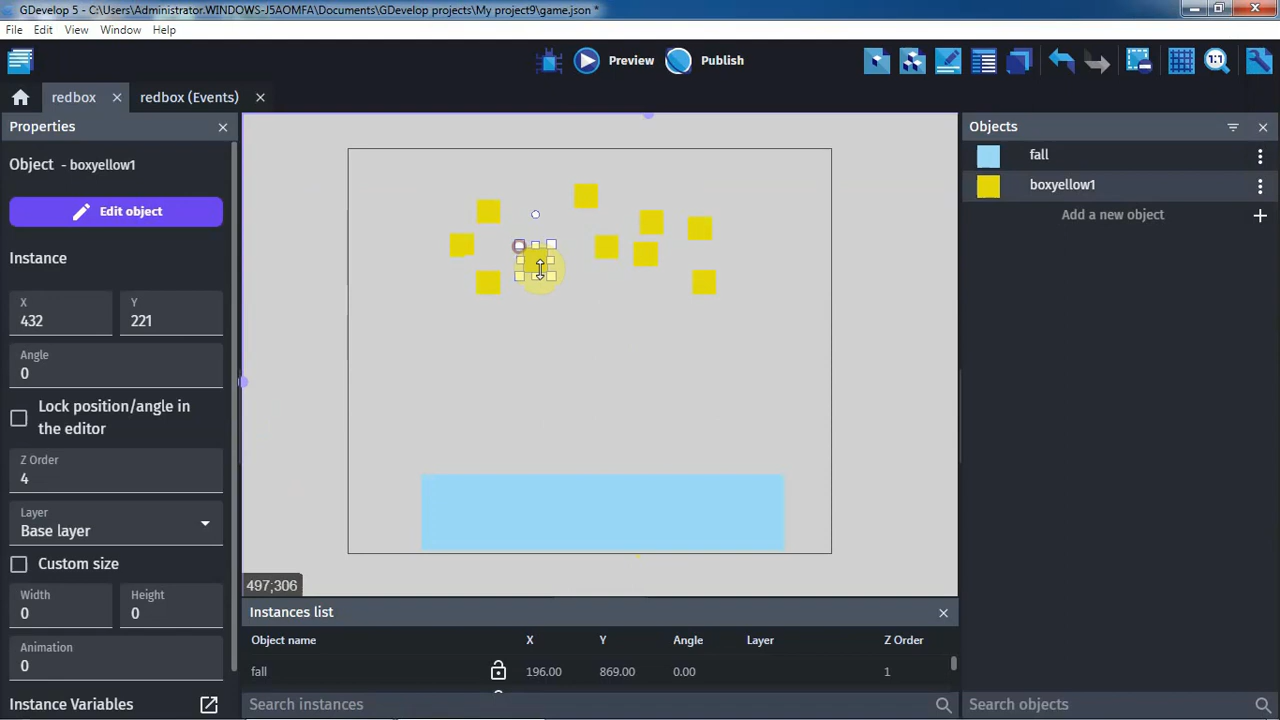 GDevelop 5 - C:\Users\Administrator.WINDOWS-J5AOMFA\Documents\GDevelop projects\My project9\game.json *
File Edit View Window Help
Preview Publish 1:1
redbox redbox (Events)
Properties
Object - boxyellow1
Edit object
Instance
X Y
432 221
Angle
0
Lock position/angle in
the editor
Z Order
4
Layer
Base layer
Custom size
Width Height
0 0
Animation
0
Instance Variables
497;306
Instances list
Object name X Y Angle Layer Z Order
fall 196.00 869.00 0.00 1
Search instances
Objects
fall
boxyellow1
Add a new object
Search objects